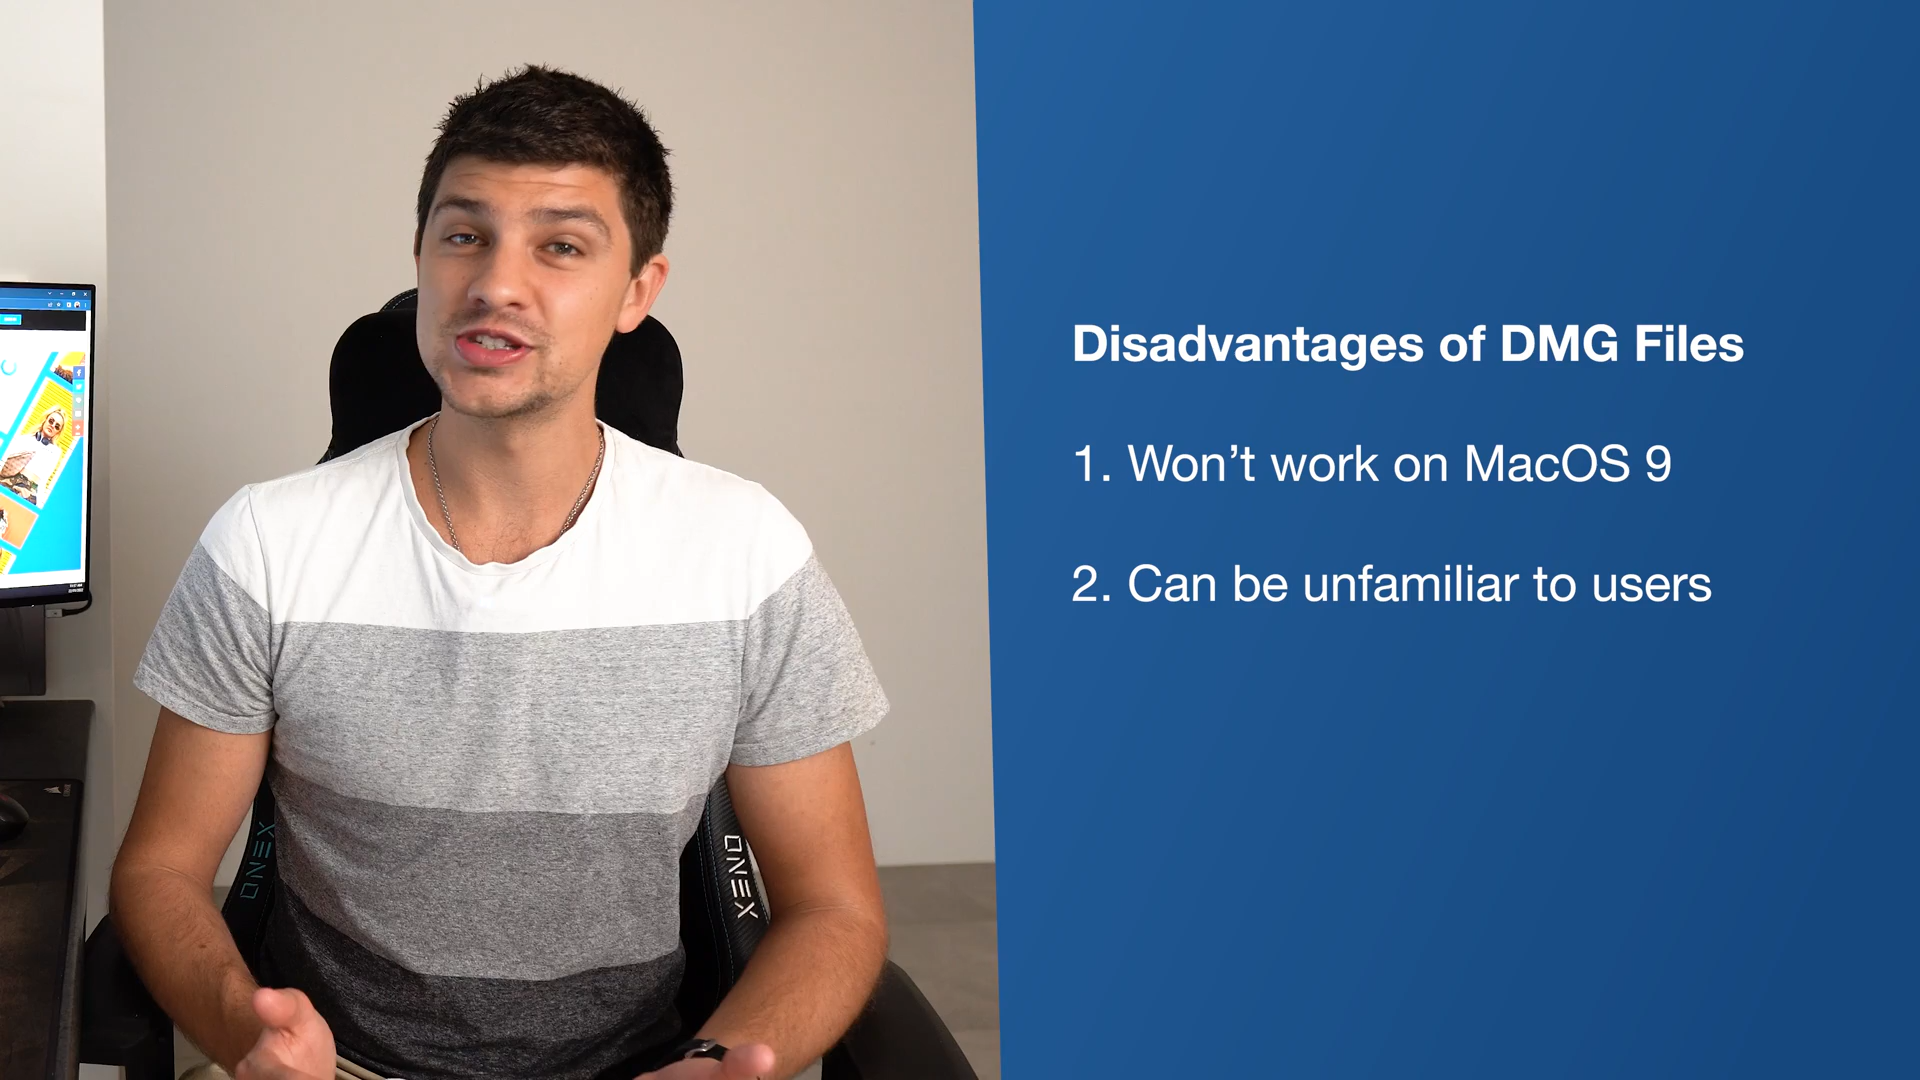 Disadvantages of DMG Files
1. Won’t work on MacOS 9
2. Can be unfamiliar to users
ONEX
ONEX